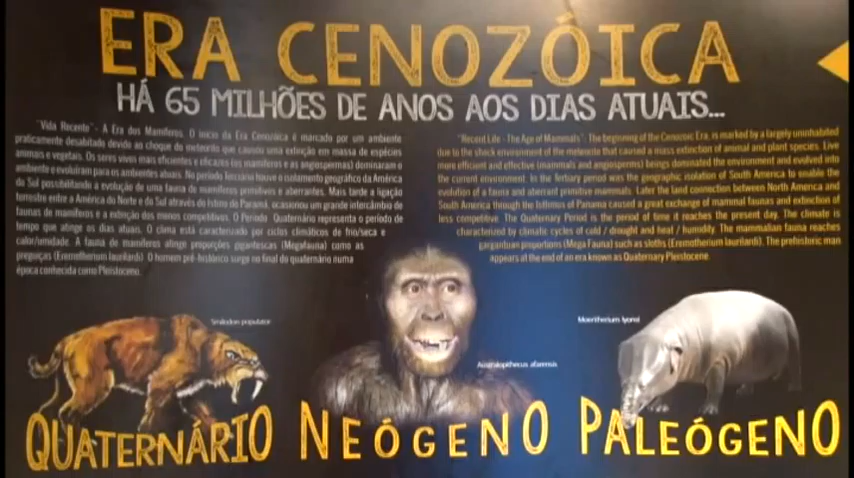 ERA CENOZÓICA
HÁ 65 MILHÕES DE ANOS AOS DIAS ATUAIS...
"Vida Recente" - A Era dos Mamíferos. O início da Era Cenozóica é marcado por um ambiente
praticamente desabitado devido ao choque do meteorito que causou uma extinção em massa de espécies
animais e vegetais. Os seres vivos mais eficientes e eficazes (os mamíferos e as angiospermas) dominaram o
ambiente e evoluíram para os ambientes atuais. No período terciário houve o isolamento geográfico da América
do Sul possibilitando a evolução de uma fauna de mamíferos primitivos e aberrantes. Mais tarde a ligação
terrestre entre a América do Norte e do Sul através do Istmo do Panamá, ocasionou um grande intercâmbio de
faunas de mamíferos e a extinção dos menos competitivos. O Período Quaternário representa o período de
tempo que atinge os dias atuais. O clima está caracterizado por ciclos climáticos de frio/seca e
calor/umidade. A fauna de mamíferos atinge proporções gigantescas (Megafauna) como as
preguiças (Eremotherium laurilardi). O homem pré-histórico surge no final do quaternário numa
época conhecida como Pleistoceno.
"Recent Life - The Age of Mammals": The beginning of the Cenozoic Era, is marked by a largely uninhabited
due to the shock environment of the meteorite that caused a mass extinction of animal and plant species. Live
more efficient and effective (mammals and angiosperms) being dominated the environment and evolved into
the current environment. In the tertiary period was the geographic isolation of South America to enable the
evolution of a fauna and aberrant primitive mammals. Later the land connection between North America and
South America through the Isthmus of Panama caused a great exchange of mammal faunas and extinction of
less competitive. The Quaternary Period is the period of time it reaches the present day. The climate is
characterized by climatic cycles of cold / drought and heat / humidity. The mammalian fauna reaches
gargantuan proportions (Mega Fauna) such as sloths (Eremotherium laurilardi). The prehistoric man
appears at the end of an era known as Quaternary Pleistocene.
Smilodon populator
Australopithecus afarensis
Moeritherium lyonsi
QUATERNÁRIO
NEÓGENO
PALEÓGENO